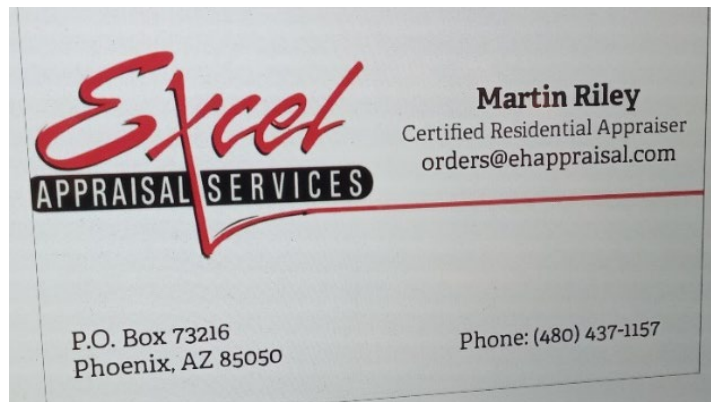 Excel
APPRAISAL SERVICES
Martin Riley
Certified Residential Appraiser
orders@ehappraisal.com
P.O. Box 73216
Phoenix, AZ 85050
Phone: (480) 437-1157